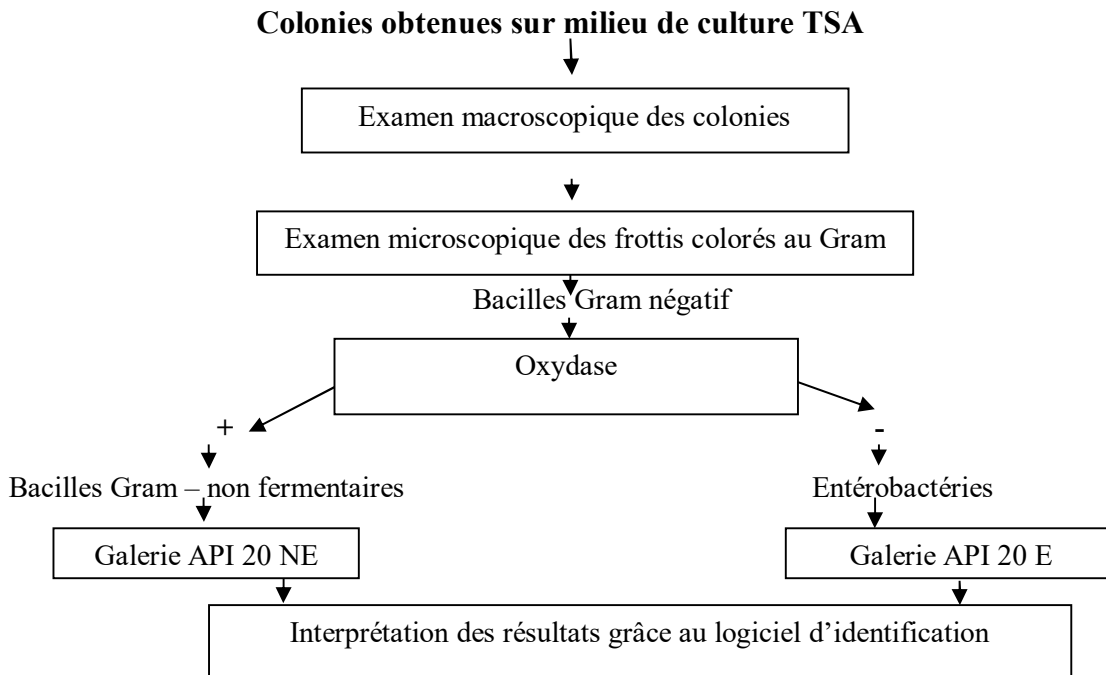 Colonies obtenues sur milieu de culture TSA
Examen macroscopique des colonies
Examen microscopique des frottis colorés au Gram
Bacilles Gram négatif
Oxydase
+
-
Bacilles Gram – non fermentaires
Entérobactéries
Galerie API 20 NE
Galerie API 20 E
Interprétation des résultats grâce au logiciel d’identification